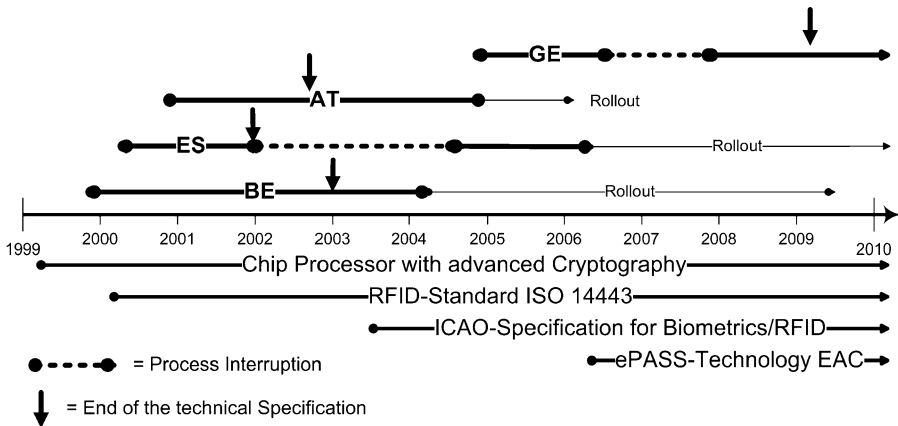 GE
AT
Rollout
ES
Rollout
BE
Rollout
1999 2000 2001 2002 2003 2004 2005 2006 2007 2008 2009 2010
Chip Processor with advanced Cryptography
RFID-Standard ISO 14443
ICAO-Specification for Biometrics/RFID
ePASS-Technology EAC
= Process Interruption
= End of the technical Specification